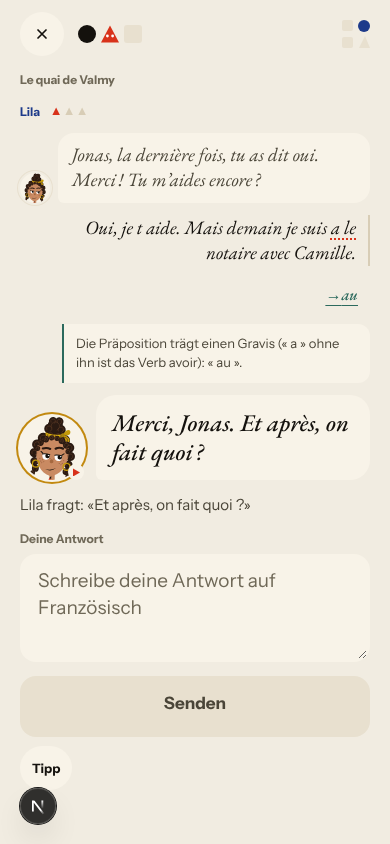 ✕
Le quai de Valmy
Lila
Jonas, la dernière fois, tu as dit oui.
Merci ! Tu m’aides encore ?
Oui, je t aide. Mais demain je suis a le
notaire avec Camille.
→au
Die Präposition trägt einen Gravis (« a » ohne
ihn ist das Verb avoir): « au ».
Merci, Jonas. Et après, on
fait quoi ?
Lila fragt: «Et après, on fait quoi ?»
Deine Antwort
Schreibe deine Antwort auf
Französisch
Senden
Tipp
N